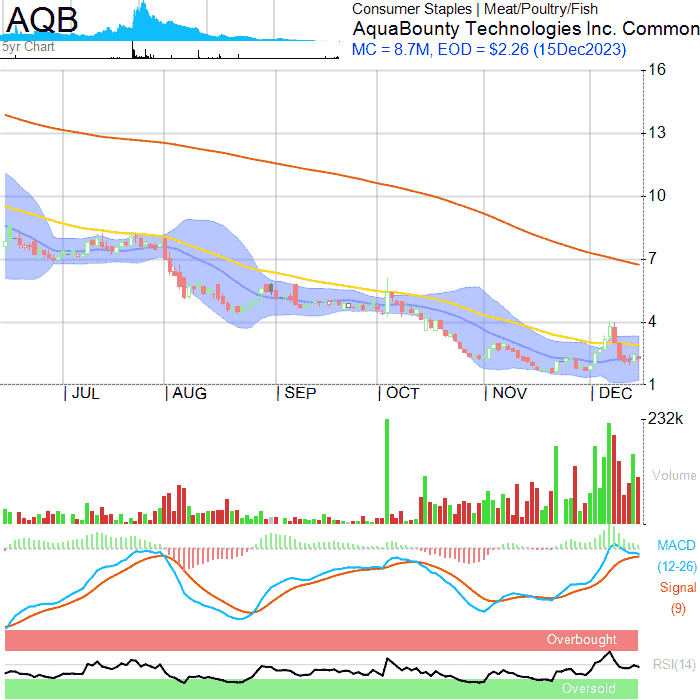 AQB
5yr Chart
Consumer Staples | Meat/Poultry/Fish
AquaBounty Technologies Inc. Common
MC = 8.7M, EOD = $2.26 (15Dec2023)
16
13
10
7
4
1
JUL
AUG
SEP
OCT
NOV
DEC
232k
Volume
MACD
(12-26)
Signal
(9)
Overbought
RSI(14)
Oversold